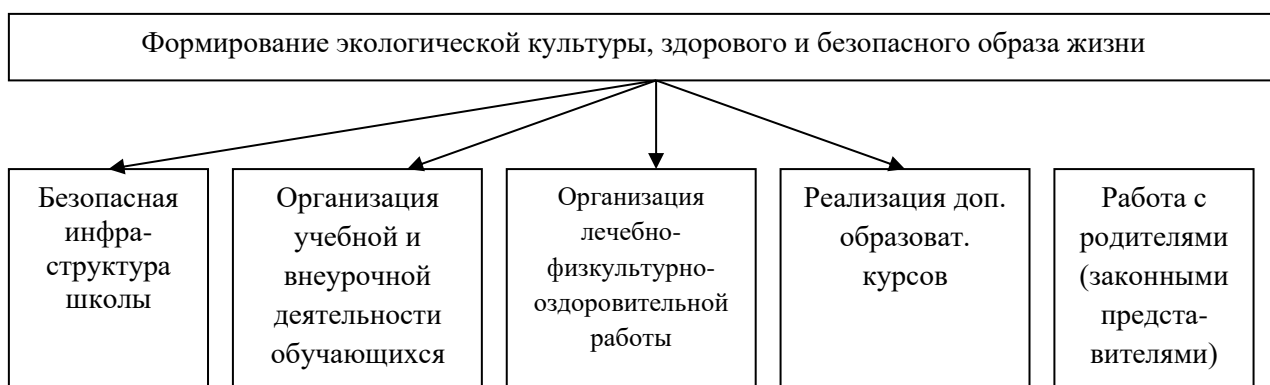 Формирование экологической культуры, здорового и безопасного образа жизни
Безопасная
инфра-
структура
школы
Организация
учебной и
внеурочной
деятельности
обучающихся
Организация
лечебно-
физкультурно-
оздоровительной
работы
Реализация доп.
образоват.
курсов
Работа с
родителями
(законными
предста-
вителями)